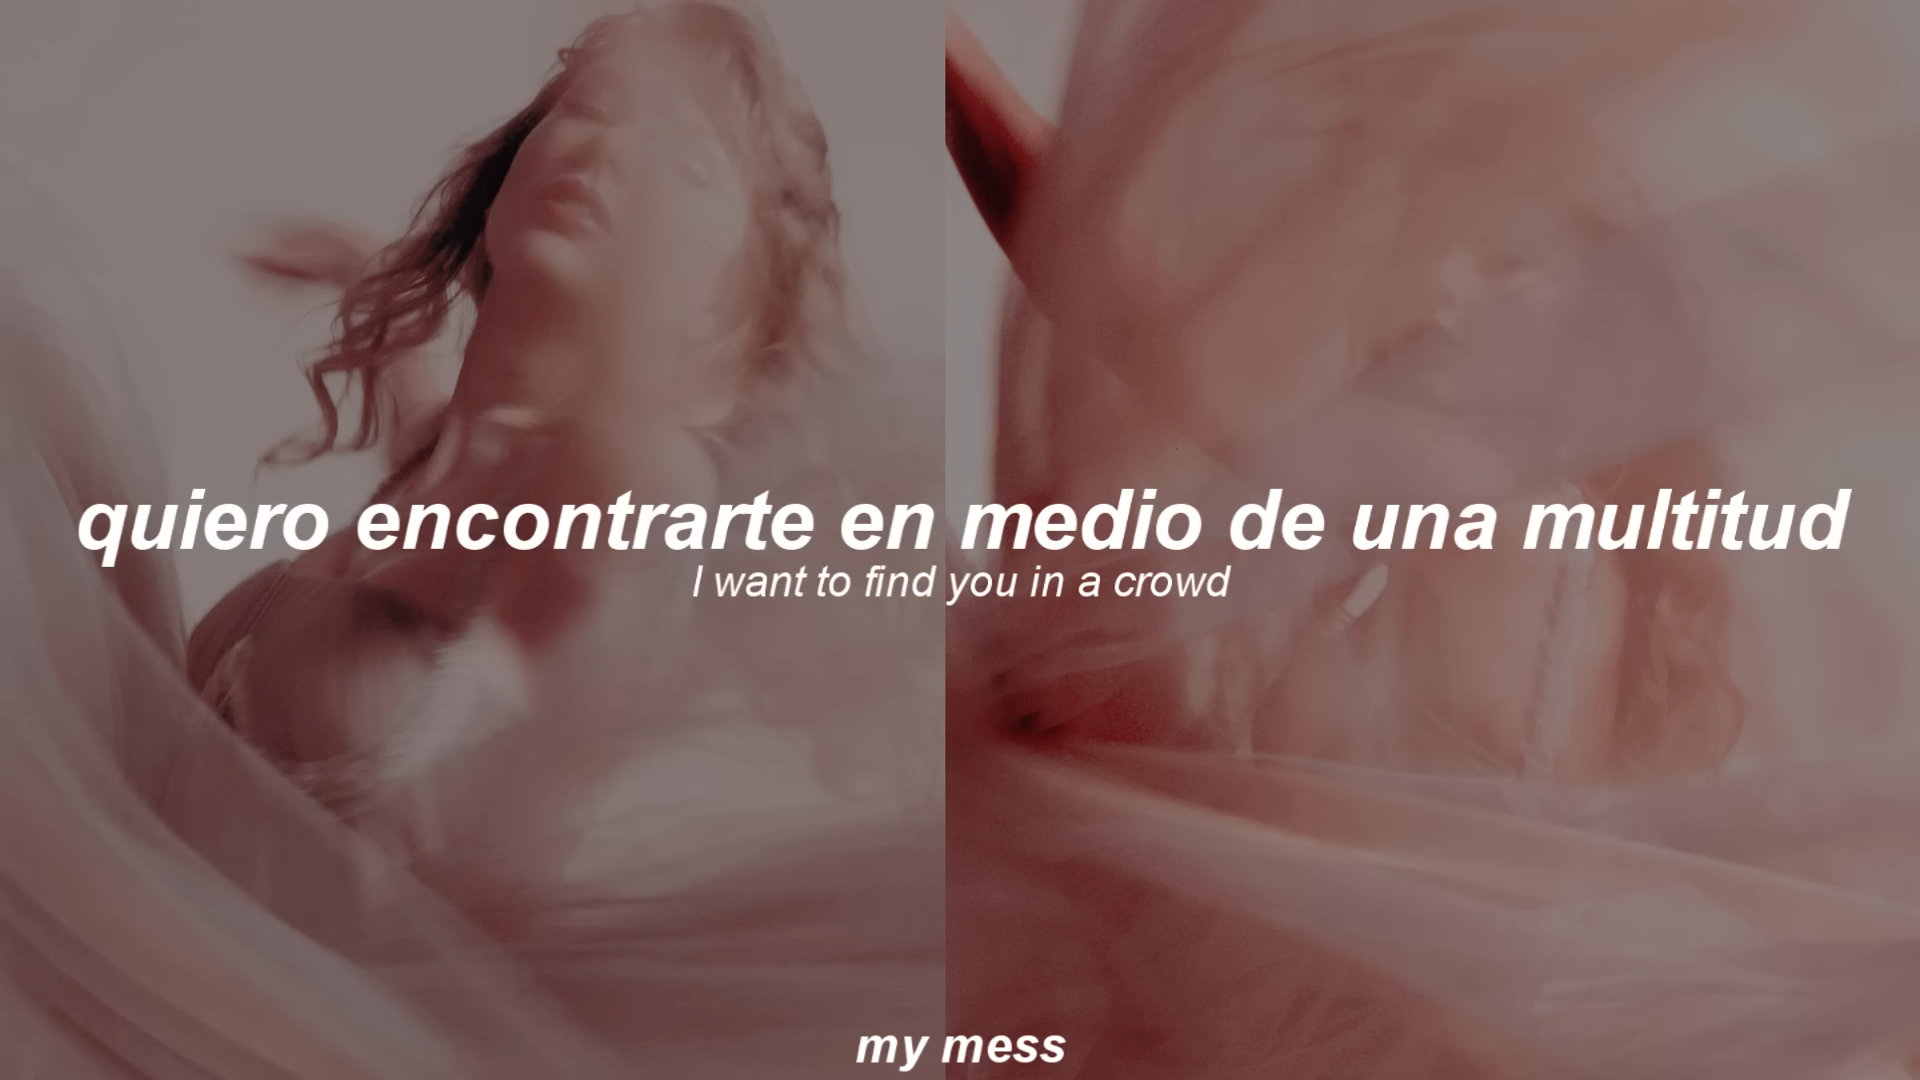 quiero encontrarte en medio de una multitud
I want to find you in a crowd
my mess